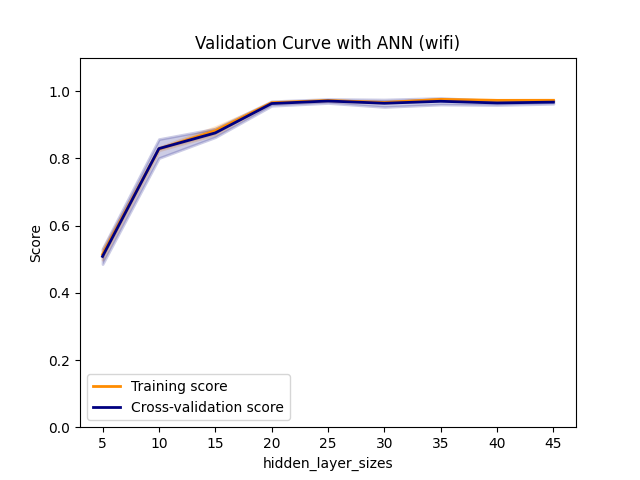 Validation Curve with ANN (wifi)
1.0
0.8
0.6
0.4
0.2
0.0
Score
Training score
Cross-validation score
5 10 15 20 25 30 35 40 45
hidden_layer_sizes